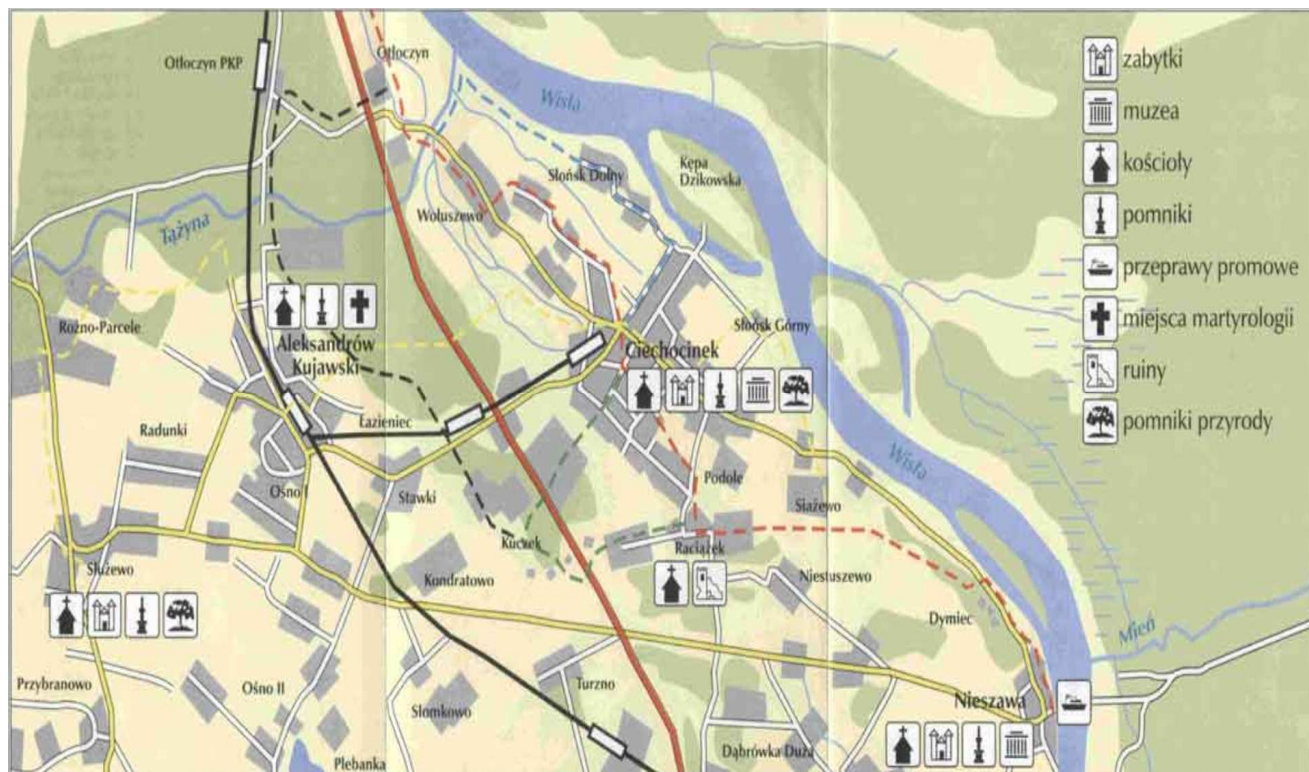 Otłoczyn PKP
Otłoczyn
Wisła
zabytki
muzea
kościoły
pomniki
przeprawy promowe
miejsca martyrologii
ruiny
pomniki przyrody
Kępa
Dzikowska
Słońsk Dolny
Wołuszewo
Tążyna
Rożno-Parcele
Aleksandrów
Kujawski
Ciechocinek
Słońsk Górny
Łazieniec
Radunki
Wisła
Ośno I
Stawki
Podole
Siażewo
Kuczek
Raciążek
Służewo
Kondratowo
Niestuszewo
Dymiec
Mień
Przybranowo
Ośno II
Słomkowo
Turzno
Nieszawa
Plebanka
Dąbrówka Duża